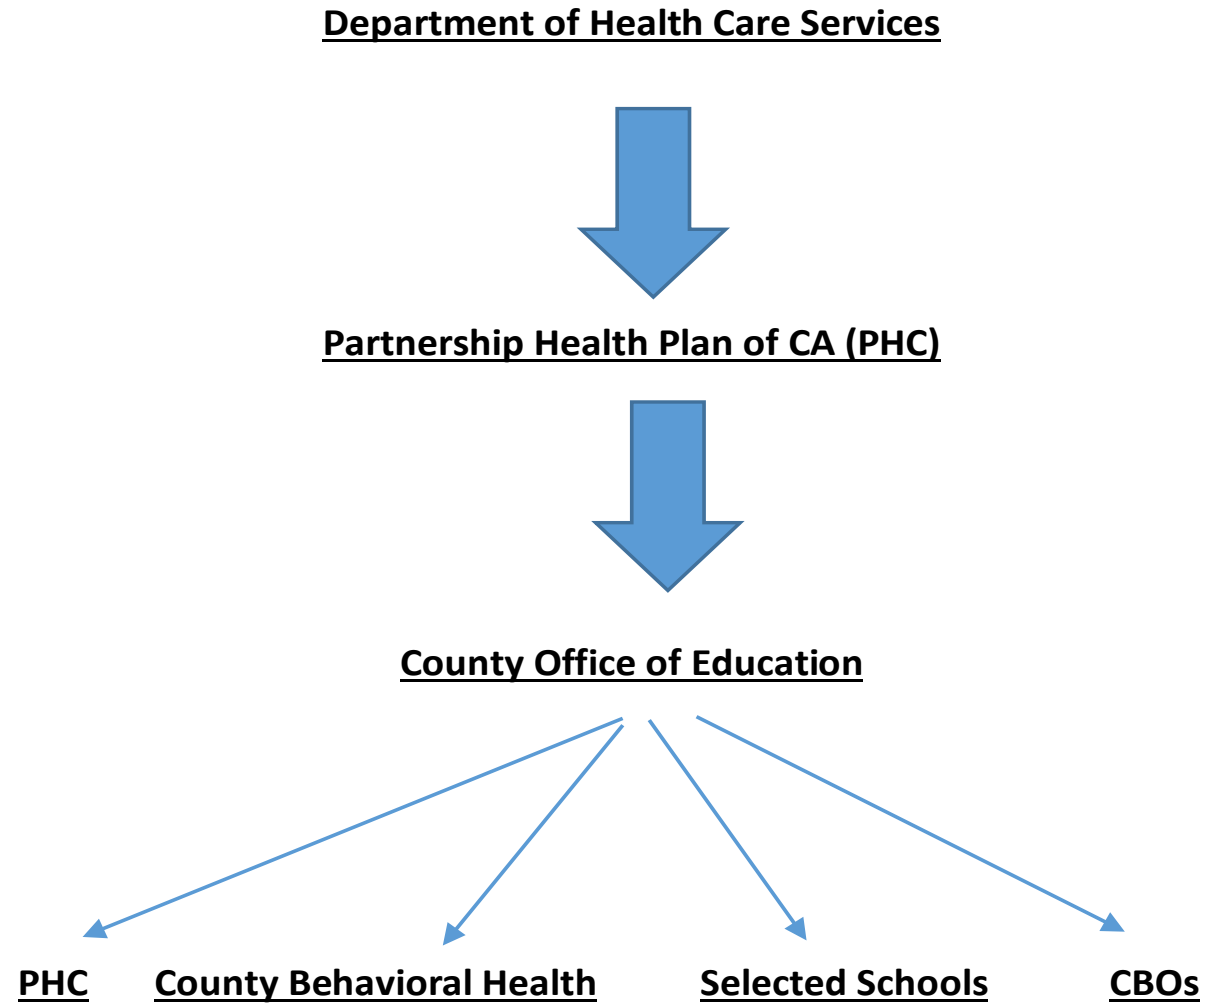 Department of Health Care Services
Partnership Health Plan of CA (PHC)
County Office of Education
PHC County Behavioral Health Selected Schools CBOs